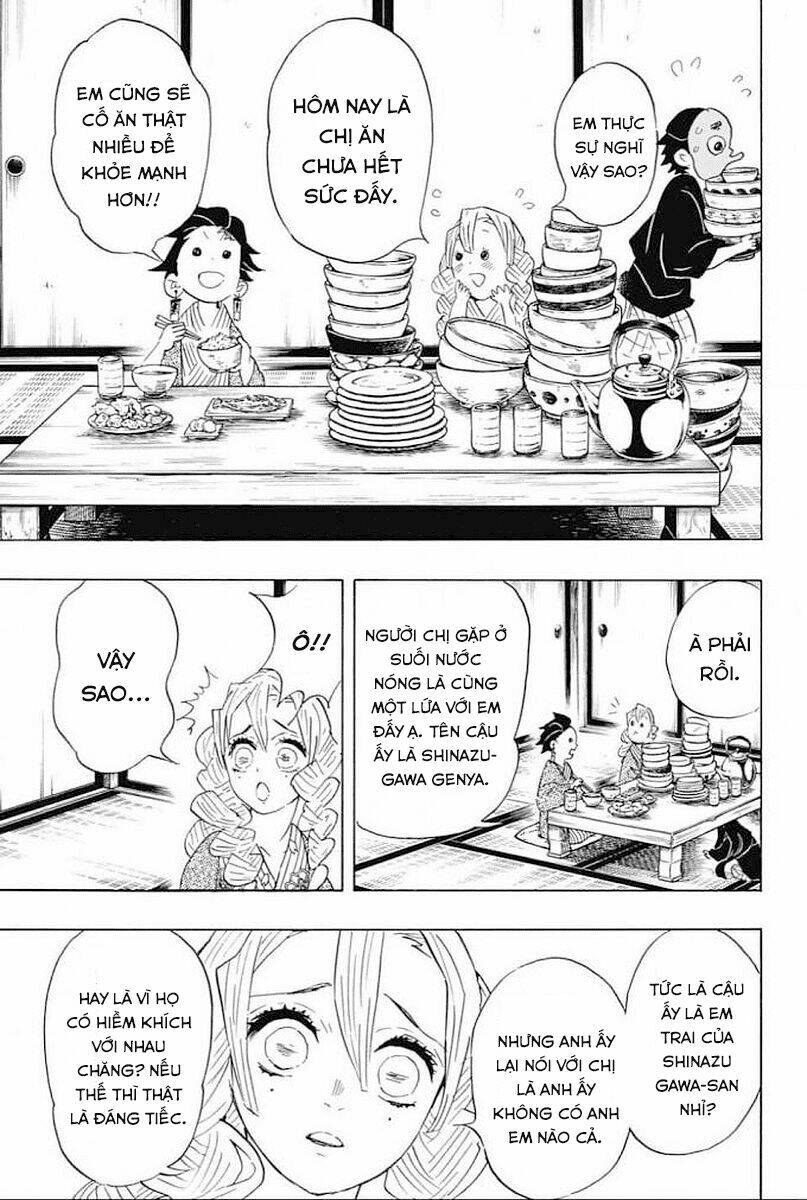 EM THỰC
SỰ NGHĨ
VẬY SAO?
HÔM NAY LÀ
CHỊ ĂN
CHƯA HẾT
SỨC ĐẤY.
EM CŨNG SẼ
CỐ ĂN THẬT
NHIỀU ĐỂ
KHỎE MẠNH
HƠN!!
À PHẢI
RỒI.
NGƯỜI CHỊ GẶP Ở
SUỐI NƯỚC
NÓNG LÀ CÙNG
MỘT LỨA VỚI EM
ĐẤY Ạ. TÊN CẬU
ẤY LÀ SHINAZU-
GAWA GENYA.
Ô!!
VẬY
SAO...
TỨC LÀ CẬU
ẤY LÀ EM
TRAI CỦA
SHINAZU
GAWA-SAN
NHỈ?
NHƯNG ANH ẤY
LẠI NÓI VỚI CHỊ
LÀ ANH ẤY
KHÔNG CÓ ANH
EM NÀO CẢ.
HAY LÀ VÌ HỌ
CÓ HIỀM KHÍCH
VỚI NHAU
CHĂNG? NẾU
THẾ THÌ THẬT
LÀ ĐÁNG TIẾC.